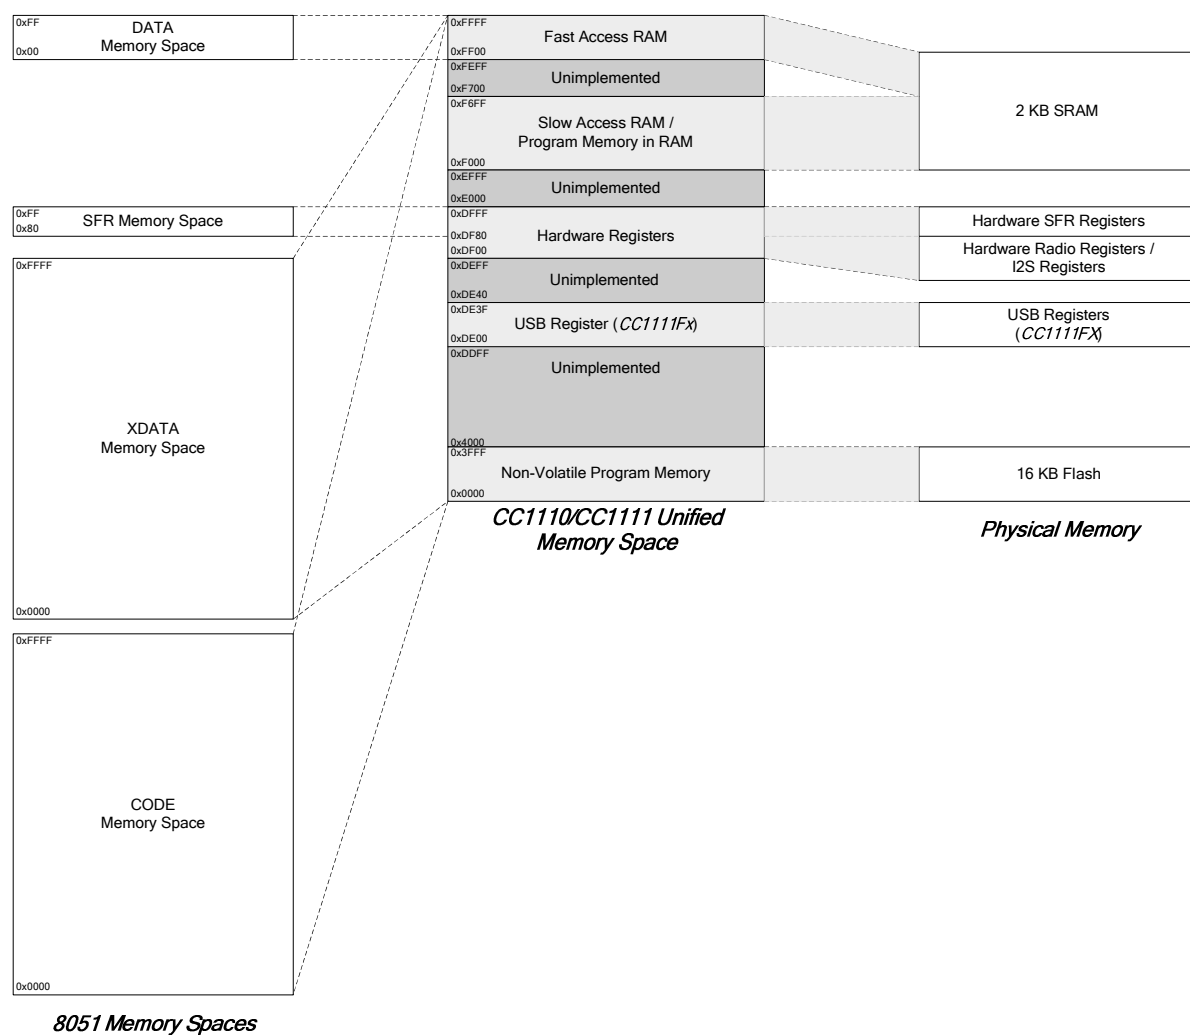 0xFF
DATA
Memory Space
0x00
0xFF
SFR Memory Space
0x80
0xFFFF
XDATA
Memory Space
0x0000
0xFFFF
CODE
Memory Space
0x0000
8051 Memory Spaces
0xFFFF
Fast Access RAM
0xFF00
0xFEFF
Unimplemented
0xF700
0xF6FF
Slow Access RAM /
Program Memory in RAM
0xF000
0xEFFF
Unimplemented
0xE000
0xDFFF
0xDF80
Hardware Registers
0xDF00
0xDEFF
Unimplemented
0xDE40
0xDE3F
USB Register (CC1111Fx)
0xDE00
0xDDFF
Unimplemented
0x4000
0x3FFF
Non-Volatile Program Memory
0x0000
CC1110/CC1111 Unified
Memory Space
2 KB SRAM
Hardware SFR Registers
Hardware Radio Registers /
I2S Registers
USB Registers
(CC1111FX)
16 KB Flash
Physical Memory